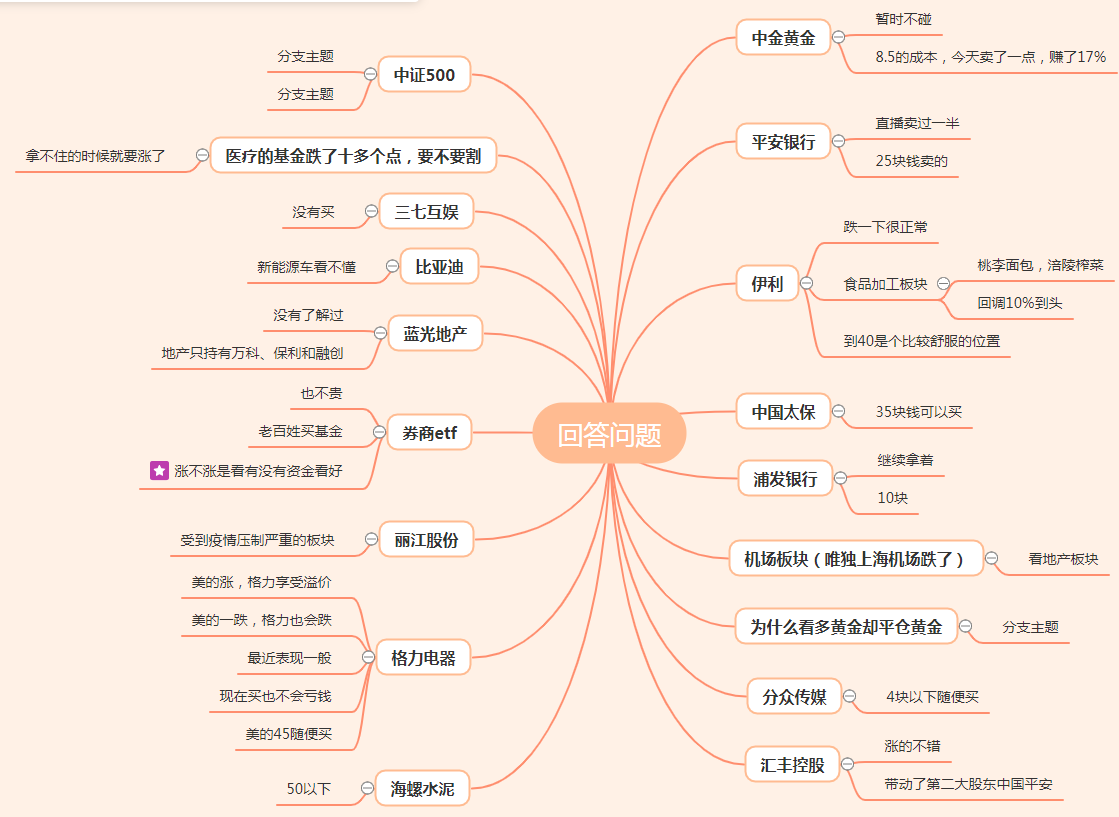 回答问题
中金黄金
暂时不碰
8.5的成本，今天卖了一点，赚了17%
平安银行
直播卖过一半
25块钱卖的
伊利
跌一下很正常
食品加工板块
桃李面包，涪陵榨菜
回调10%到头
到40是个比较舒服的位置
中国太保
35块钱可以买
浦发银行
继续拿着
10块
机场板块（唯独上海机场跌了）
看地产板块
为什么看多黄金却平仓黄金
分支主题
分众传媒
4块以下随便买
汇丰控股
涨的不错
带动了第二大股东中国平安
中证500
分支主题
分支主题
医疗的基金跌了十多个点，要不要割
拿不住的时候就要涨了
三七互娱
没有买
比亚迪
新能源车看不懂
蓝光地产
没有了解过
地产只持有万科、保利和融创
券商etf
也不贵
老百姓买基金
涨不涨是看有没有资金看好
丽江股份
受到疫情压制严重的板块
格力电器
美的涨，格力享受溢价
美的一跌，格力也会跌
最近表现一般
现在买也不会亏钱
美的45随便买
海螺水泥
50以下